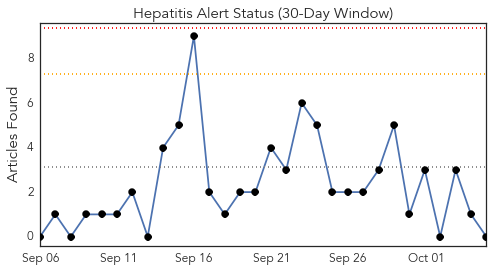 Hepatitis Alert Status (30-Day Window)
Articles Found
8
6
4
2
0
Sep 06 Sep 11 Sep 16 Sep 21 Sep 26 Oct 01